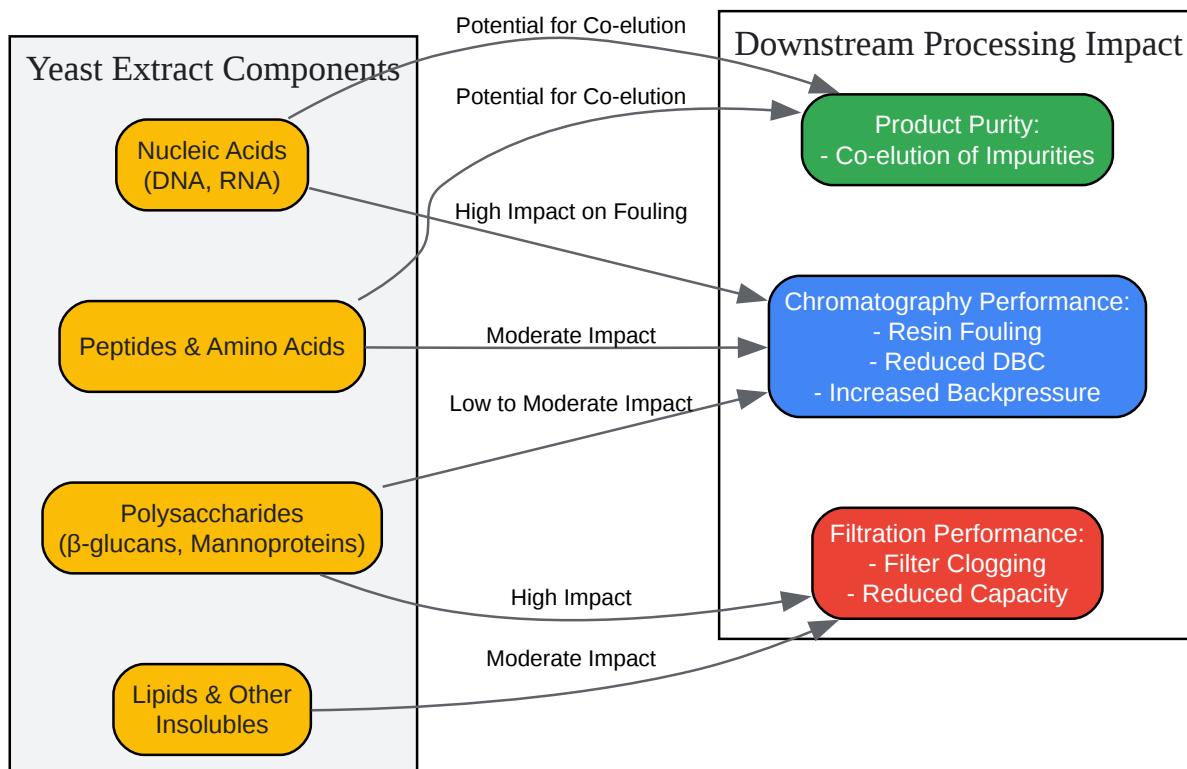 Yeast Extract Components
Nucleic Acids
(DNA, RNA)
Peptides & Amino Acids
Polysaccharides
(β-glucans, Mannoproteins)
Lipids & Other
Insolubles
Potential for Co-elution
Potential for Co-elution
High Impact on Fouling
Moderate Impact
Low to Moderate Impact
High Impact
Moderate Impact
Downstream Processing Impact
Product Purity:
- Co-elution of Impurities
Chromatography Performance:
- Resin Fouling
- Reduced DBC
- Increased Backpressure
Filtration Performance:
- Filter Clogging
- Reduced Capacity